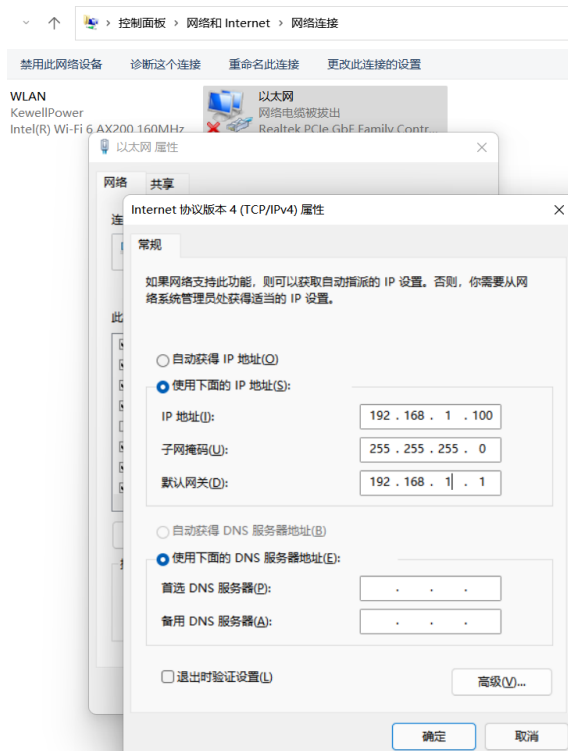 控制面板 › 网络和 Internet › 网络连接
禁用此网络设备 诊断这个连接 重命名此连接 更改此连接的设置
WLAN
KewellPower
Intel(R) Wi-Fi 6 AX200 160MHz
以太网
网络电缆被拔出
Realtek PCIe GbE Family Contr...
以太网 属性
网络 共享
连
此
Internet 协议版本 4 (TCP/IPv4) 属性
常规
如果网络支持此功能，则可以获取自动指派的 IP 设置。否则，你需要从网
络系统管理员处获得适当的 IP 设置。
自动获得 IP 地址(O)
使用下面的 IP 地址(S):
IP 地址(I): 192 . 168 . 1 . 100
子网掩码(U): 255 . 255 . 255 . 0
默认网关(D): 192 . 168 . 1 . 1
自动获得 DNS 服务器地址(B)
使用下面的 DNS 服务器地址(E):
首选 DNS 服务器(P): . . .
备用 DNS 服务器(A): . . .
退出时验证设置(L)
高级(V)...
确定 取消